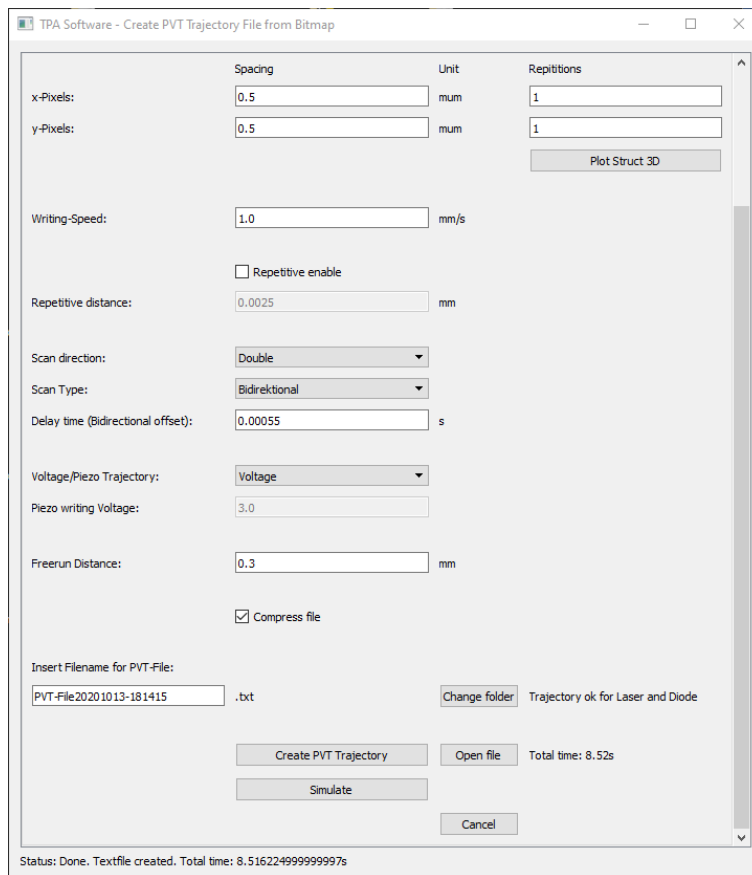 TPA Software - Create PVT Trajectory File from Bitmap
Spacing Unit Repititions
x-Pixels: 0.5 mum 1
y-Pixels: 0.5 mum 1
Plot Struct 3D
Writing-Speed: 1.0 mm/s
Repetitive enable
Repetitive distance: 0.0025 mm
Scan direction: Double
Scan Type: Bidirektional
Delay time (Bidirectional offset): 0.00055 s
Voltage/Piezo Trajectory: Voltage
Piezo writing Voltage: 3.0
Freerun Distance: 0.3 mm
Compress file
Insert Filename for PVT-File:
PVT-File20201013-181415 .txt Change folder Trajectory ok for Laser and Diode
Create PVT Trajectory Open file Total time: 8.52s
Simulate
Cancel
Status: Done. Textfile created. Total time: 8.516224999999997s